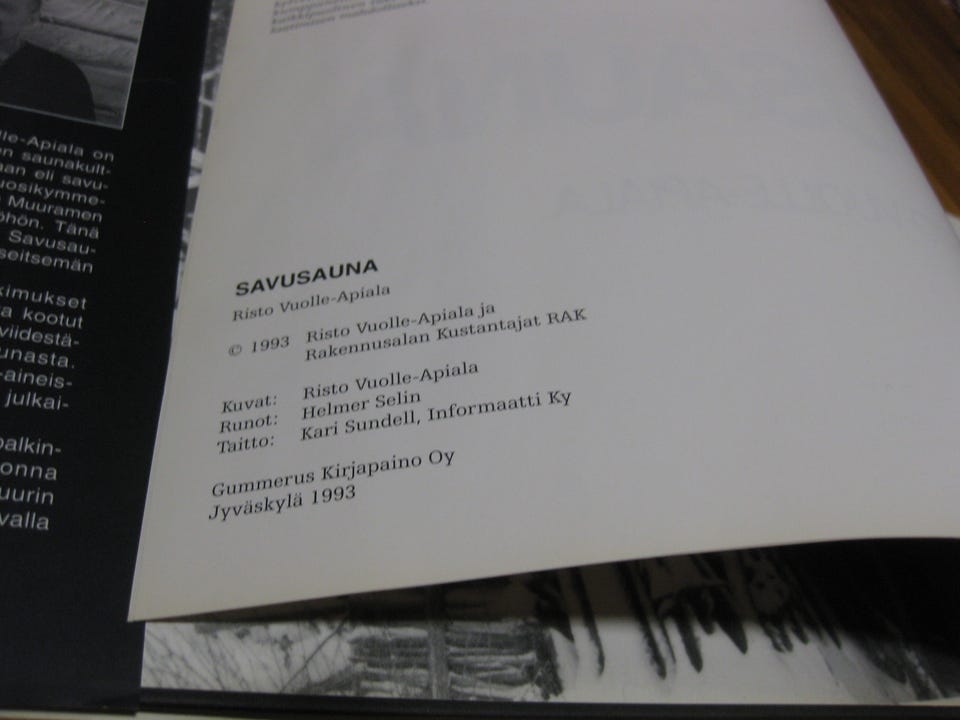 lle-Apiala on
en saunakult-
aan eli savu-
uosikymme-
Muuramen
öhön. Tänä
Savusau-
seitsemän
kimukset
a kootut
viidestä-
unasta.
-aineis-
julkai-
palkin-
onna
uurin
valla
SAVUSAUNA
Risto Vuolle-Apiala
© 1993 Risto Vuolle-Apiala ja
Rakennusalan Kustantajat RAK
Kuvat: Risto Vuolle-Apiala
Runot: Helmer Selin
Taitto: Kari Sundell, Informaatti Ky
Gummerus Kirjapaino Oy
Jyväskylä 1993